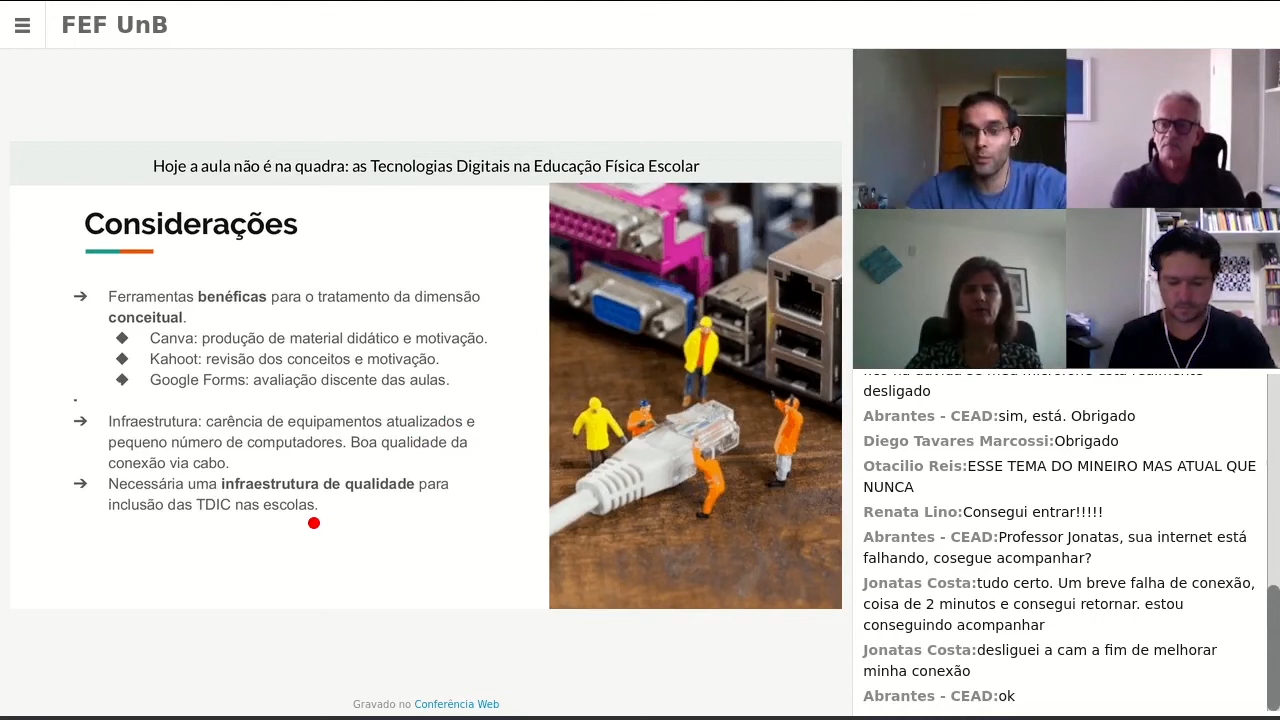 FEF UnB
Hoje a aula não é na quadra: as Tecnologias Digitais na Educação Física Escolar
Considerações
➔ Ferramentas benéficas para o tratamento da dimensão
conceitual.
◆ Canva: produção de material didático e motivação.
◆ Kahoot: revisão dos conceitos e motivação.
◆ Google Forms: avaliação discente das aulas.
.
➔ Infraestrutura: carência de equipamentos atualizados e
pequeno número de computadores. Boa qualidade da
conexão via cabo.
➔ Necessária uma infraestrutura de qualidade para
inclusão das TDIC nas escolas.
Gravado no Conferência Web
desligado
Abrantes - CEAD:sim, está. Obrigado
Diego Tavares Marcossi:Obrigado
Otacilio Reis:ESSE TEMA DO MINEIRO MAS ATUAL QUE
NUNCA
Renata Lino:Consegui entrar!!!!!
Abrantes - CEAD:Professor Jonatas, sua internet está
falhando, cosegue acompanhar?
Jonatas Costa:tudo certo. Um breve falha de conexão,
coisa de 2 minutos e consegui retornar. estou
conseguindo acompanhar
Jonatas Costa:desliguei a cam a fim de melhorar
minha conexão
Abrantes - CEAD:ok